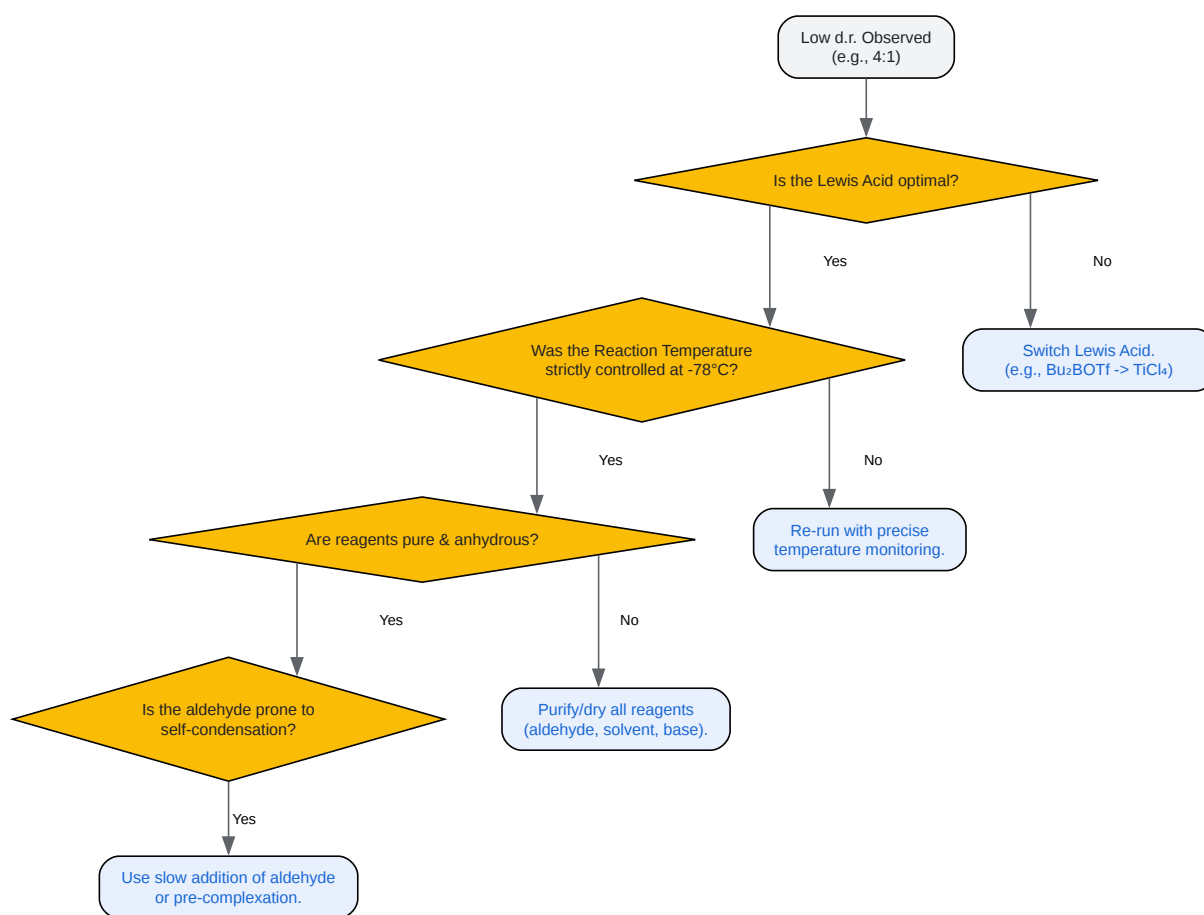 Low d.r. Observed
(e.g., 4:1)
Is the Lewis Acid optimal?
Yes
No
Was the Reaction Temperature
strictly controlled at -78°C?
Switch Lewis Acid.
(e.g., Bu₂BOTf -> TiCl₄)
Yes
No
Are reagents pure & anhydrous?
Re-run with precise
temperature monitoring.
Yes
No
Is the aldehyde prone to
self-condensation?
Purify/dry all reagents
(aldehyde, solvent, base).
Yes
Use slow addition of aldehyde
or pre-complexation.